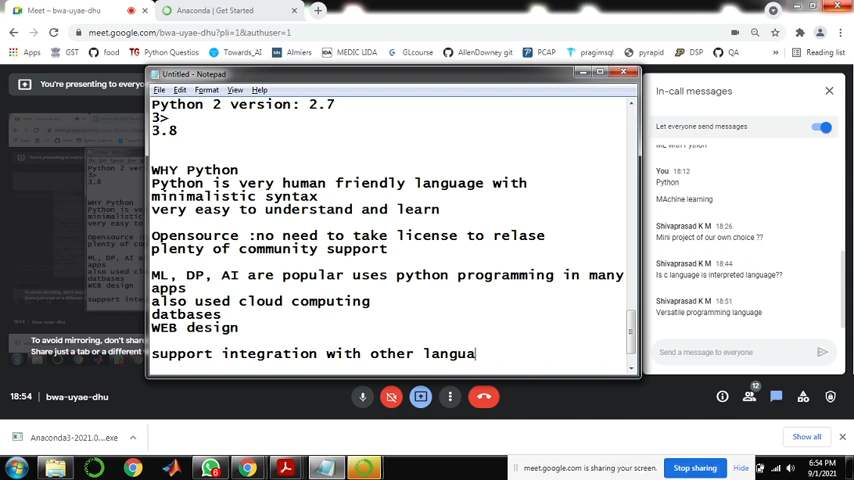 Meet – bwa-uyae-dhu
Anaconda | Get Started
meet.google.com/bwa-uyae-dhu?pli=1&authuser=1
Apps
GT
github
food
Python Questions
Towards_AI
Almiers
MEDIC LIDA
GLcourse
AllenDowney git
PCAP
pragimsql
pyrapid
DSP
QA
Reading list
You're presenting to everyo
Untitled - Notepad
File Edit Format View Help
Python 2 version: 2.7
3>
3.8
WHY Python
Python is very human friendly language with
minimalistic syntax
very easy to understand and learn
Opensource :no need to take license to relase
plenty of community support
ML, DP, AI are popular uses python programming in many
apps
also used cloud computing
datbases
WEB design
support integration with other langua
To avoid mirroring, don't shar
Share just a tab or a different
In-call messages
Let everyone send messages
ML with Python
You 18:12
Python
MAchine learning
Shivaprasad K M 18:26
Mini project of our own choice ??
Shivaprasad K M 18:44
Is c language is interpreted language??
Shivaprasad K M 18:51
Versatile programming language
Send a message to everyone
18:54 bwa-uyae-dhu
12
Anaconda3-2021.0....exe
Show all
meet.google.com is sharing your screen.
Stop sharing
Hide
6:54 PM
9/1/2021